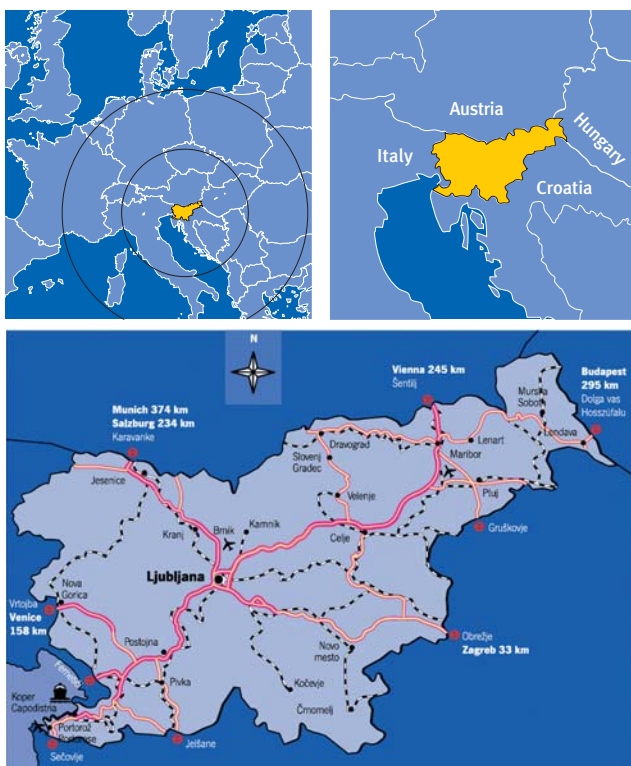 Austria
Hungary
Italy
Croatia
N
Vienna 245 km
Šentilj
Budapest
295 km
Dolga vas
Hosszúfalu
Munich 374 km
Salzburg 234 km
Karavanke
Murska
Sobota
Lendava
Dravograd
Lenart
Slovenj
Gradec
Maribor
Jesenice
Velenje
Ptuj
Gruškovje
Kranj
Brnik
Kamnik
Celje
Ljubljana
Nova
Gorica
Vrtojba
Venice
158 km
Obrežje
Zagreb 33 km
Postojna
Novo
mesto
Fernetiči
Pivka
Kočevje
Koper
Capodistria
Črnomelj
Portorož
Portorose
Jelšane
Sečovlje